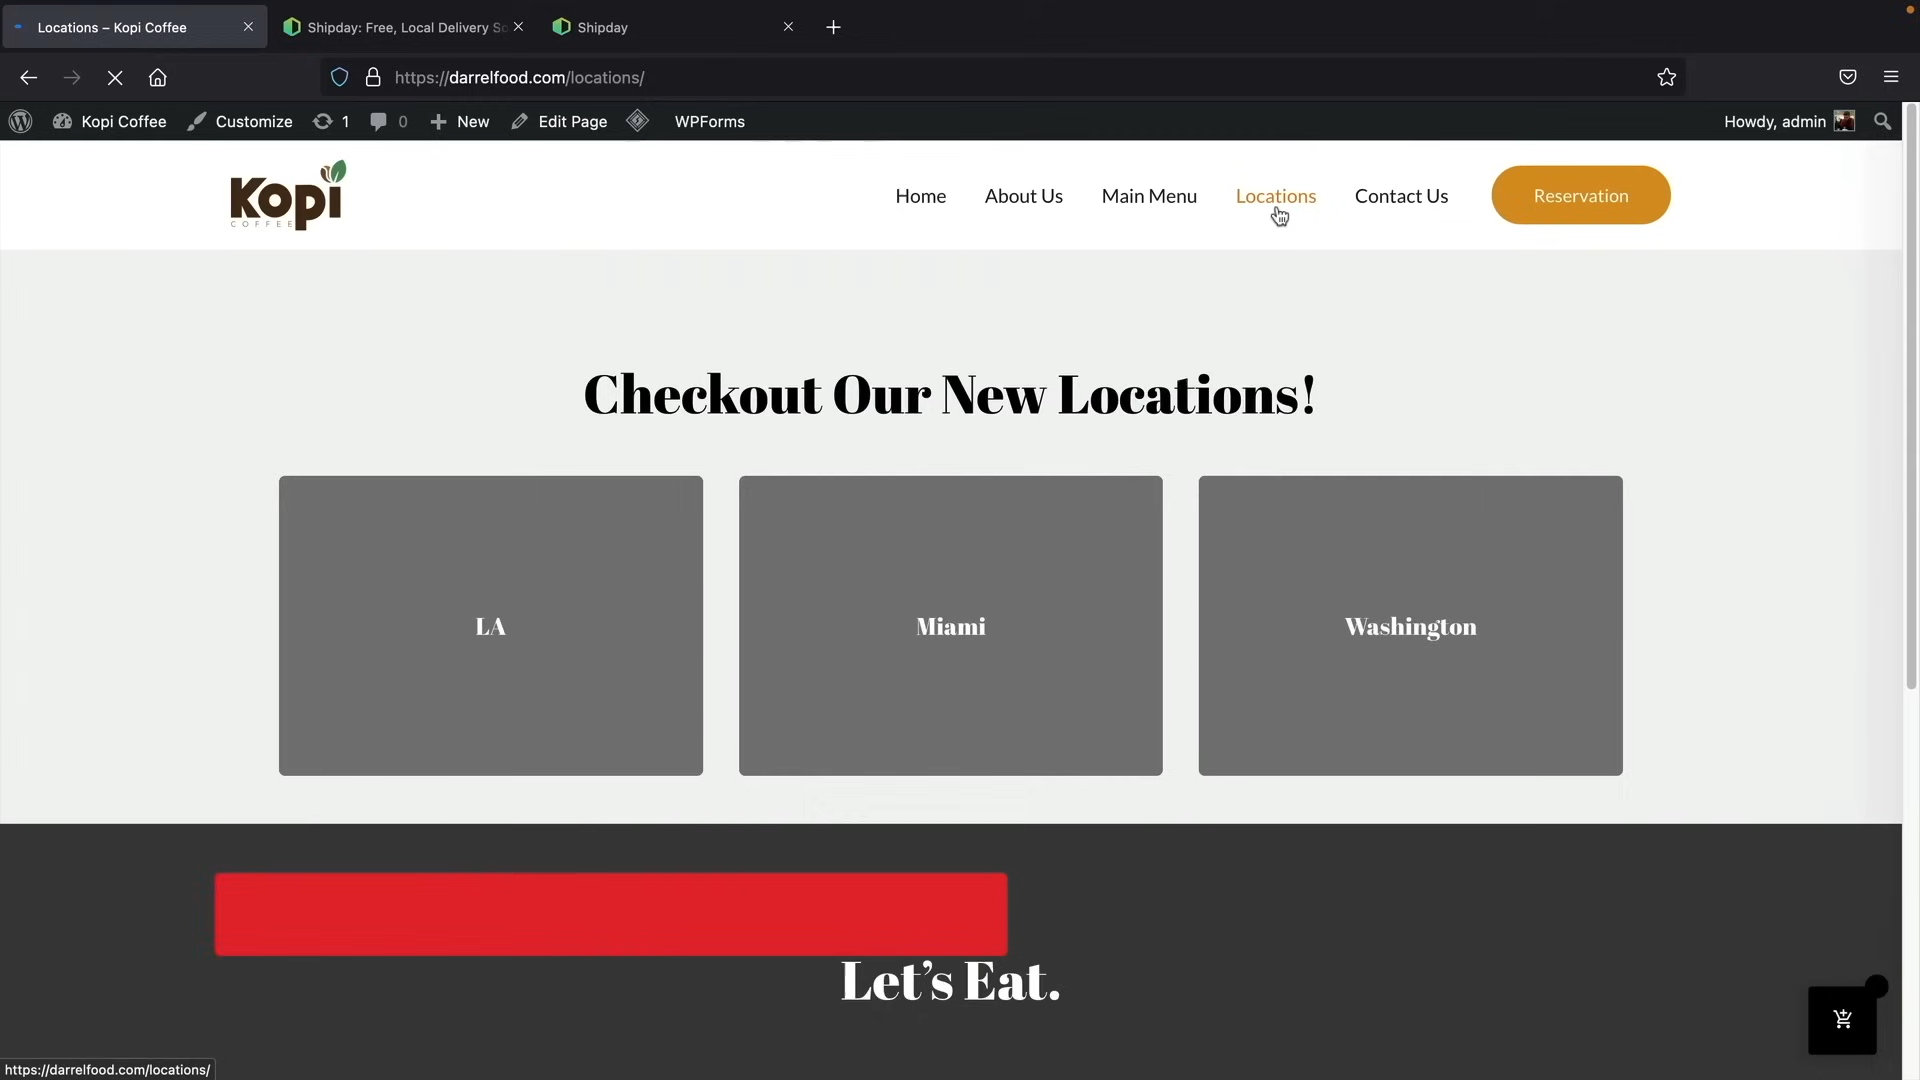 Locations – Kopi Coffee
Shipday: Free, Local Delivery So
Shipday
https://darrelfood.com/locations/
Kopi Coffee
Customize
1
0
New
Edit Page
WPForms
Howdy, admin
Kopi
COFFEE
Home
About Us
Main Menu
Locations
Contact Us
Reservation
Checkout Our New Locations!
LA
Miami
Washington
Let’s Eat.
https://darrelfood.com/locations/